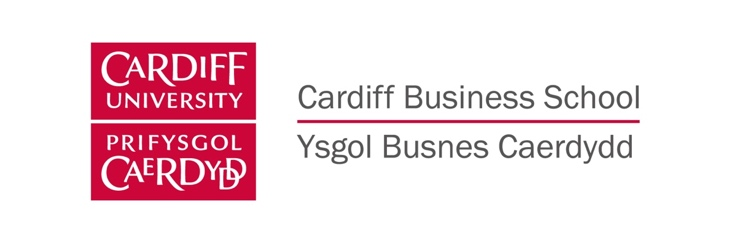 CARDIFF
UNIVERSITY
PRIFYSGOL
CAERDYDD
Cardiff Business School
Ysgol Busnes Caerdydd